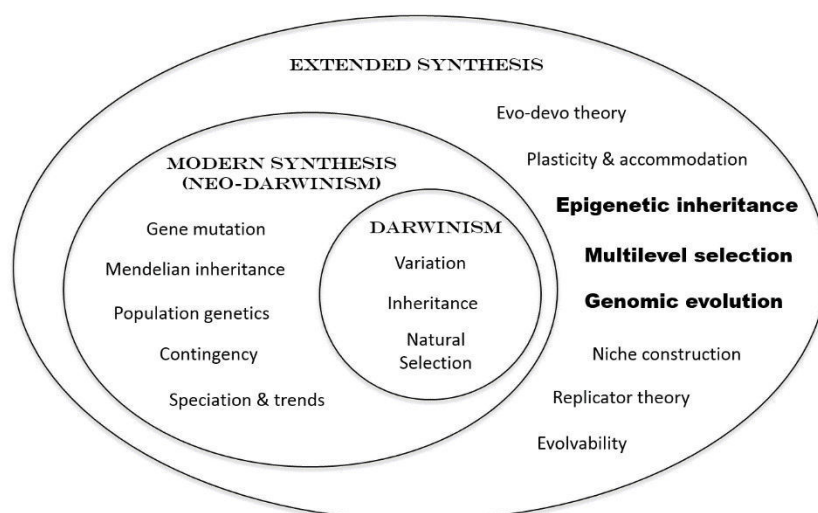 EXTENDED SYNTHESIS
Evo-devo theory
Plasticity & accommodation
Epigenetic inheritance
Multilevel selection
Genomic evolution
Niche construction
Replicator theory
Evolvability
MODERN SYNTHESIS
(NEO-DARWINISM)
Gene mutation
Mendelian inheritance
Population genetics
Contingency
Speciation & trends
DARWINISM
Variation
Inheritance
Natural
Selection